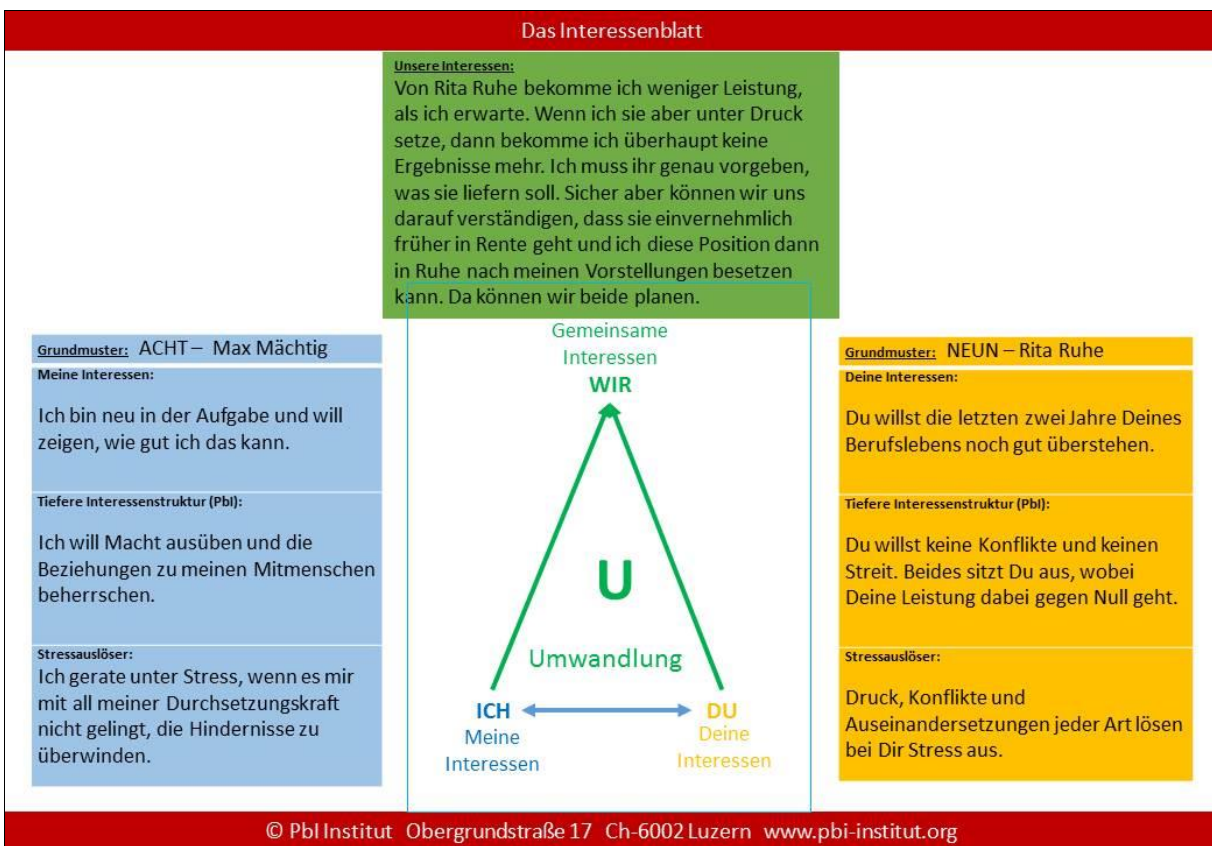 Das Interessenblatt
Unsere Interessen:
Von Rita Ruhe bekomme ich weniger Leistung,
als ich erwarte. Wenn ich sie aber unter Druck
setze, dann bekomme ich überhaupt keine
Ergebnisse mehr. Ich muss ihr genau vorgeben,
was sie liefern soll. Sicher aber können wir uns
darauf verständigen, dass sie einvernehmlich
früher in Rente geht und ich diese Position dann
in Ruhe nach meinen Vorstellungen besetzen
kann. Da können wir beide planen.
Grundmuster: ACHT – Max Mächtig
Meine Interessen:
Ich bin neu in der Aufgabe und will
zeigen, wie gut ich das kann.
Tiefere Interessenstruktur (PbI):
Ich will Macht ausüben und die
Beziehungen zu meinen Mitmenschen
beherrschen.
Stressauslöser:
Ich gerate unter Stress, wenn es mir
mit all meiner Durchsetzungskraft
nicht gelingt, die Hindernisse zu
überwinden.
Gemeinsame
Interessen
WIR
U
Umwandlung
ICH
Meine
Interessen
DU
Deine
Interessen
Grundmuster: NEUN – Rita Ruhe
Deine Interessen:
Du willst die letzten zwei Jahre Deines
Berufslebens noch gut überstehen.
Tiefere Interessenstruktur (PbI):
Du willst keine Konflikte und keinen
Streit. Beides sitzt Du aus, wobei
Deine Leistung dabei gegen Null geht.
Stressauslöser:
Druck, Konflikte und
Auseinandersetzungen jeder Art lösen
bei Dir Stress aus.
© PbI Institut Obergrundstraße 17 Ch-6002 Luzern www.pbi-institut.org